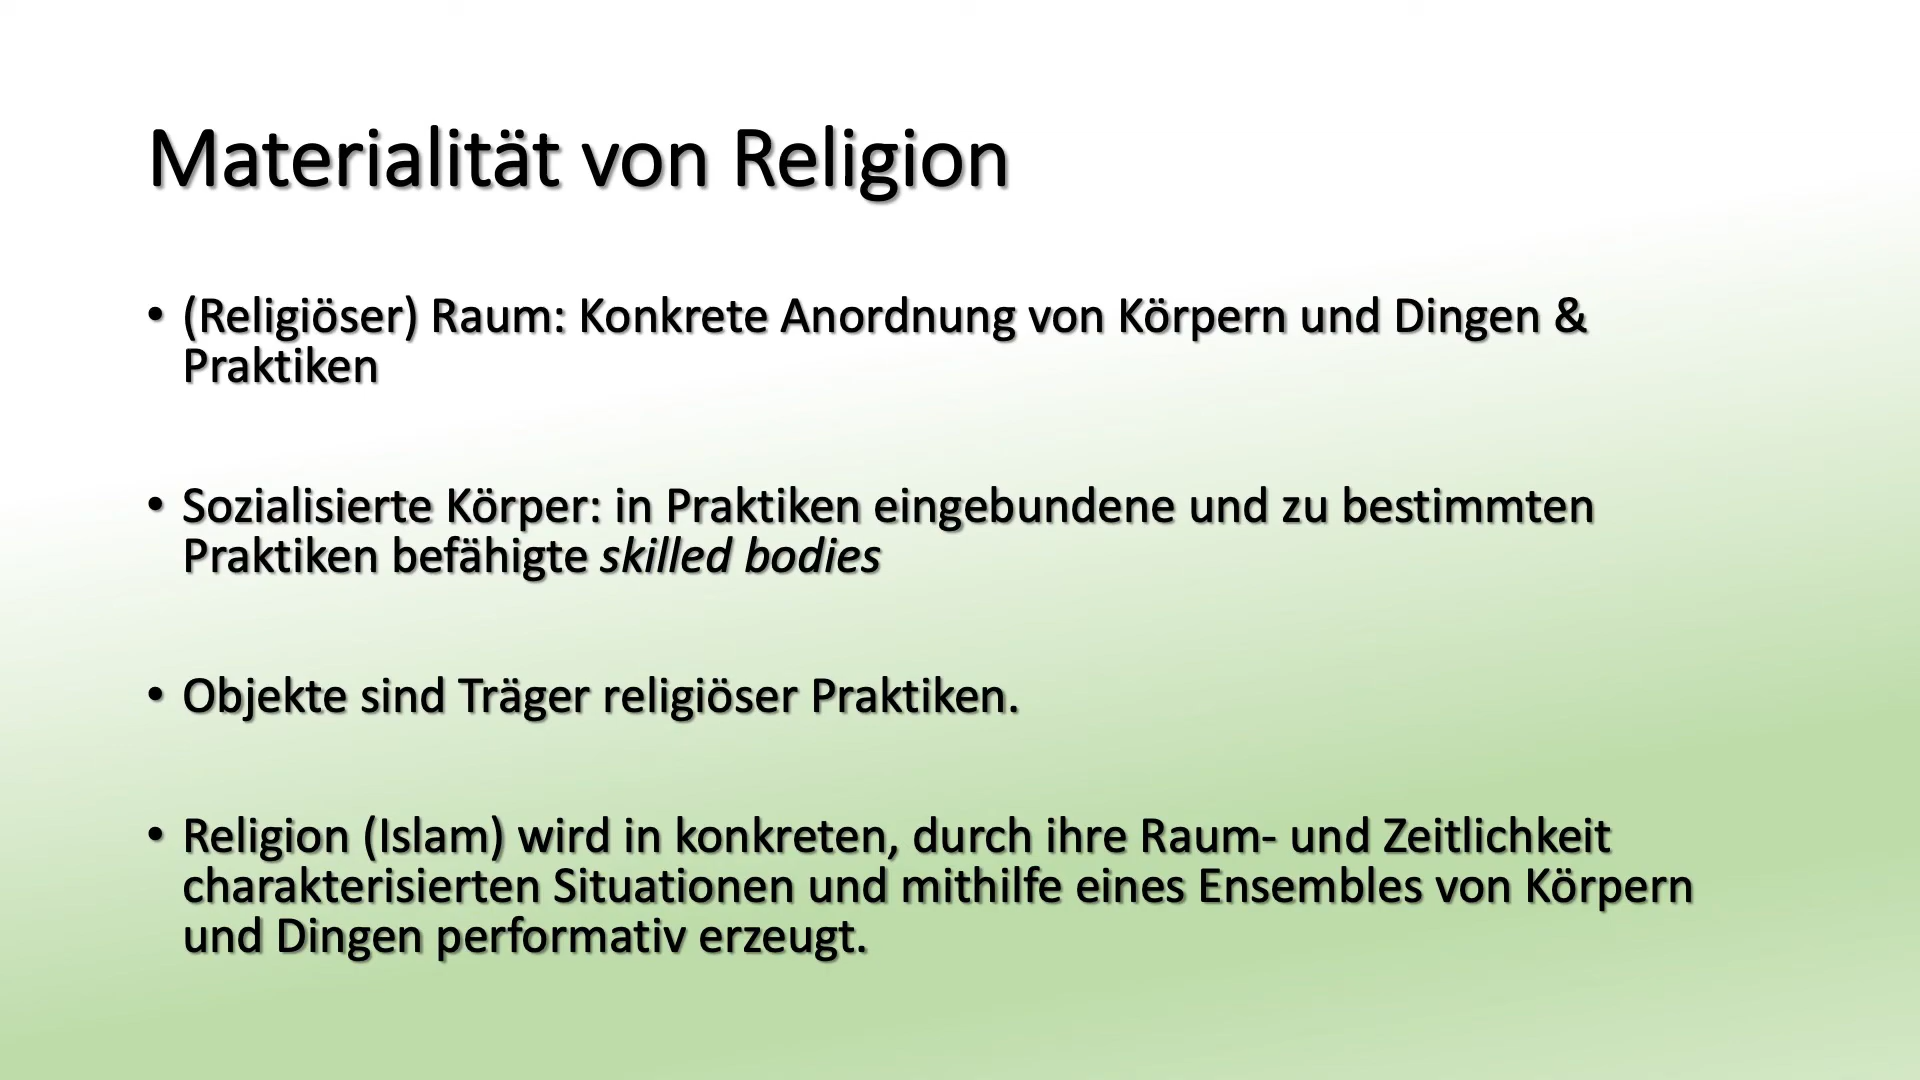 Materialität von Religion
• (Religiöser) Raum: Konkrete Anordnung von Körpern und Dingen &
Praktiken
• Sozialisierte Körper: in Praktiken eingebundene und zu bestimmten
Praktiken befähigte skilled bodies
• Objekte sind Träger religiöser Praktiken.
• Religion (Islam) wird in konkreten, durch ihre Raum- und Zeitlichkeit
charakterisierten Situationen und mithilfe eines Ensembles von Körpern
und Dingen performativ erzeugt.